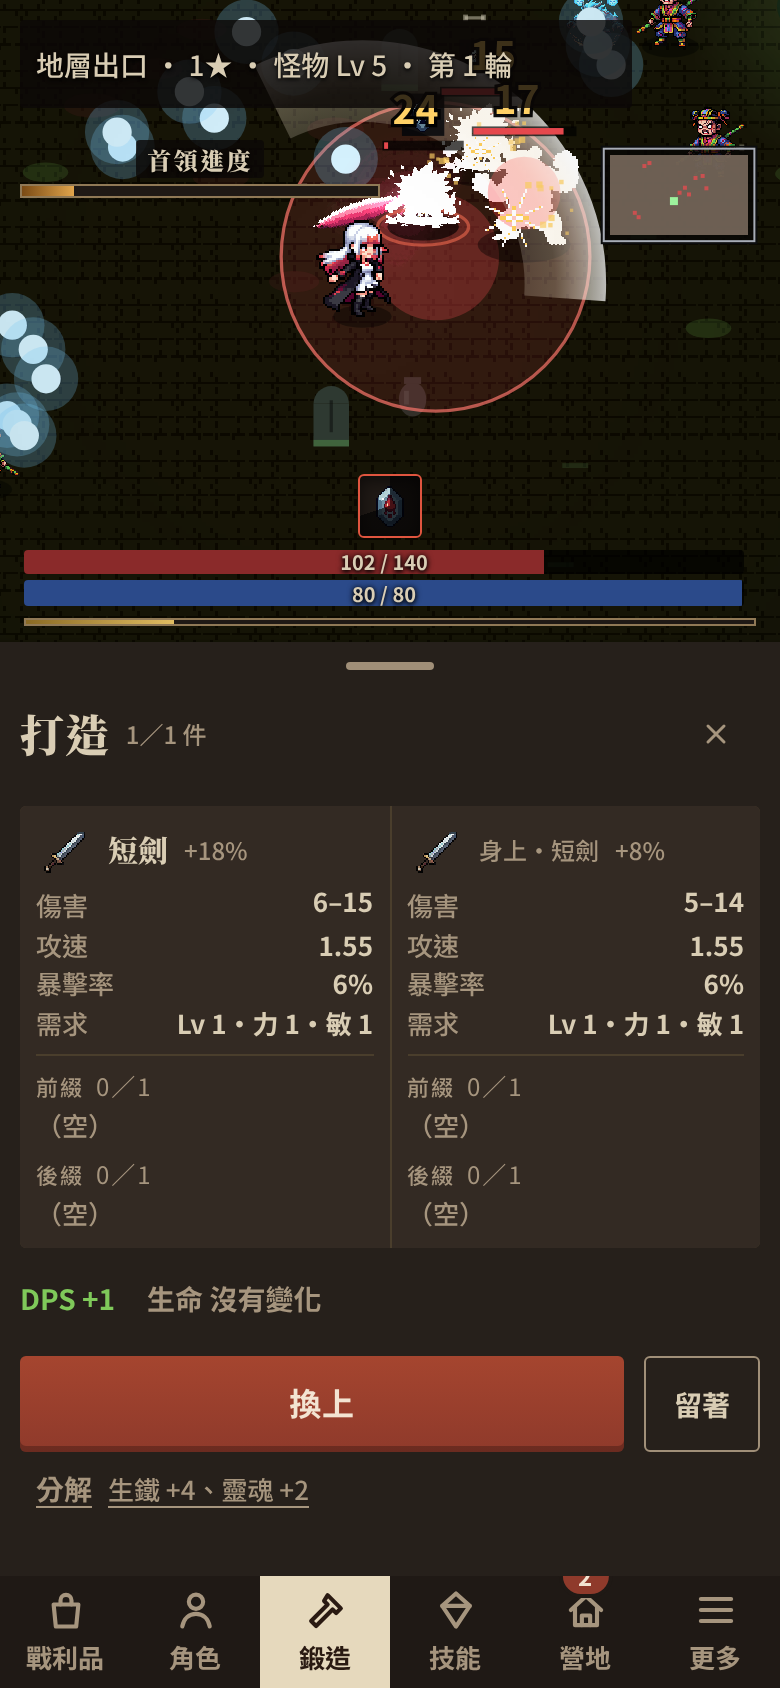 地層出口 · 1★ · 怪物 Lv 5 · 第 1 輪
15
24
17
首領進度
102 / 140
80 / 80
打造 1／1 件
短劍 +18%
傷害 6–15
攻速 1.55
暴擊率 6%
需求 Lv 1・力 1・敏 1
前綴 0／1
（空）
後綴 0／1
（空）
身上・短劍 +8%
傷害 5–14
攻速 1.55
暴擊率 6%
需求 Lv 1・力 1・敏 1
前綴 0／1
（空）
後綴 0／1
（空）
DPS +1 生命 沒有變化
換上
留著
分解 生鐵 +4、靈魂 +2
2
戰利品
角色
鍛造
技能
營地
更多